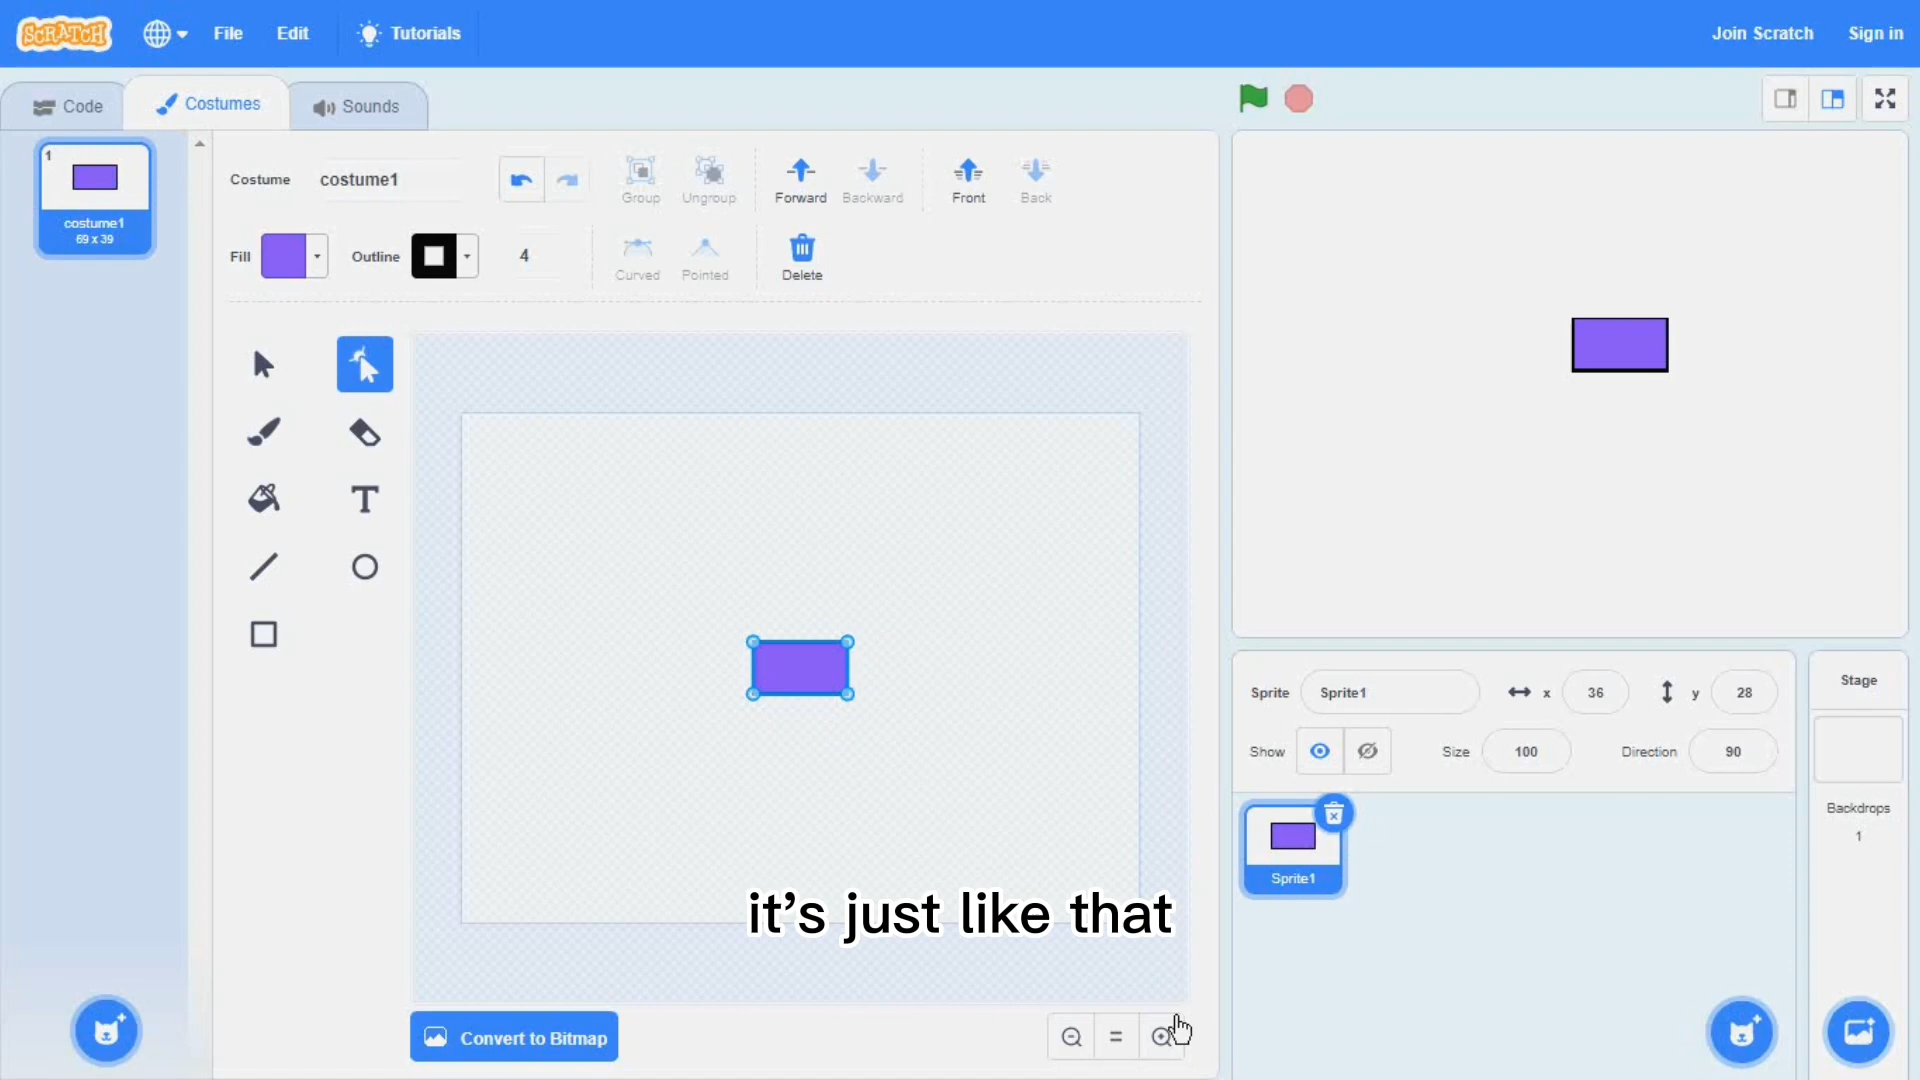 SCRATCH File Edit Tutorials Join Scratch Sign in
Code Costumes Sounds
1
costume1
69 x 39
Costume costume1 Group Ungroup Forward Backward Front Back
Fill Outline 4 Curved Pointed Delete
T
it's just like that
Convert to Bitmap
Sprite Sprite1 x 36 y 28
Show Size 100 Direction 90
Sprite1
Stage
Backdrops
1